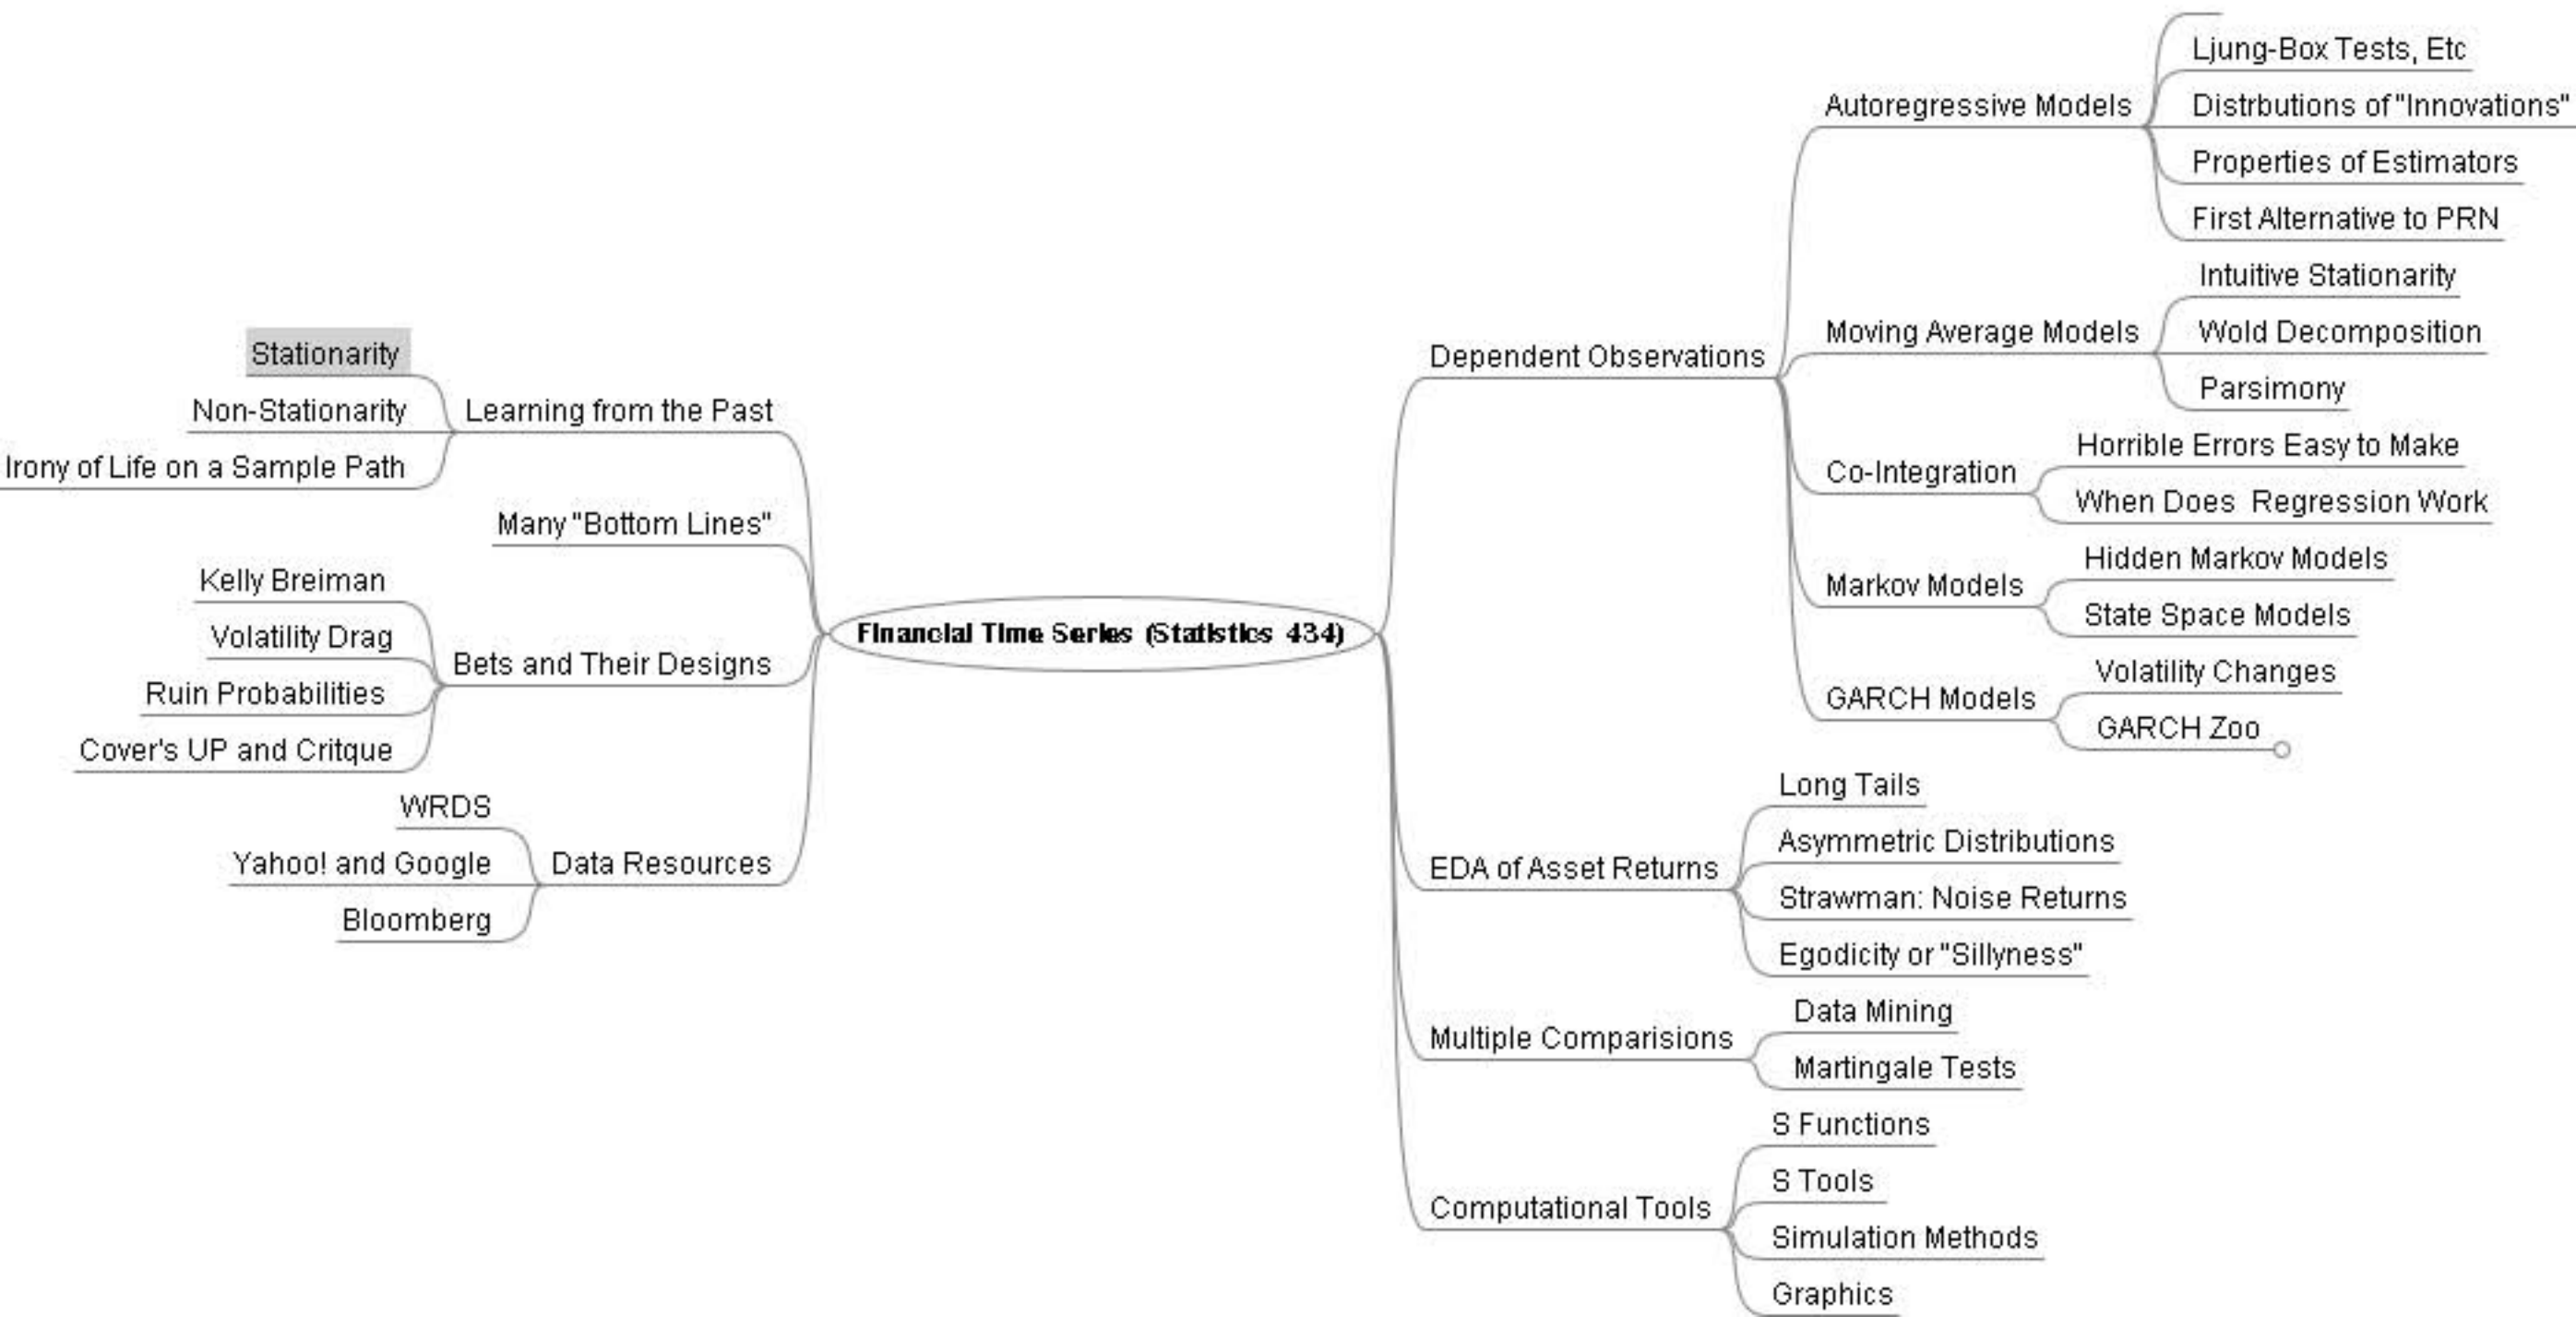 Financial Time Series (Statistics 434)
Learning from the Past
Stationarity
Non-Stationarity
Irony of Life on a Sample Path
Many "Bottom Lines"
Bets and Their Designs
Kelly Breiman
Volatility Drag
Ruin Probabilities
Cover's UP and Critque
Data Resources
WRDS
Yahoo! and Google
Bloomberg
Dependent Observations
Autoregressive Models
Ljung-Box Tests, Etc
Distrbutions of "Innovations"
Properties of Estimators
First Alternative to PRN
Moving Average Models
Intuitive Stationarity
Wold Decomposition
Parsimony
Co-Integration
Horrible Errors Easy to Make
When Does  Regression Work
Markov Models
Hidden Markov Models
State Space Models
GARCH Models
Volatility Changes
GARCH Zoo
EDA of Asset Returns
Long Tails
Asymmetric Distributions
Strawman: Noise Returns
Egodicity or "Sillyness"
Multiple Comparisions
Data Mining
Martingale Tests
Computational Tools
S Functions
S Tools
Simulation Methods
Graphics